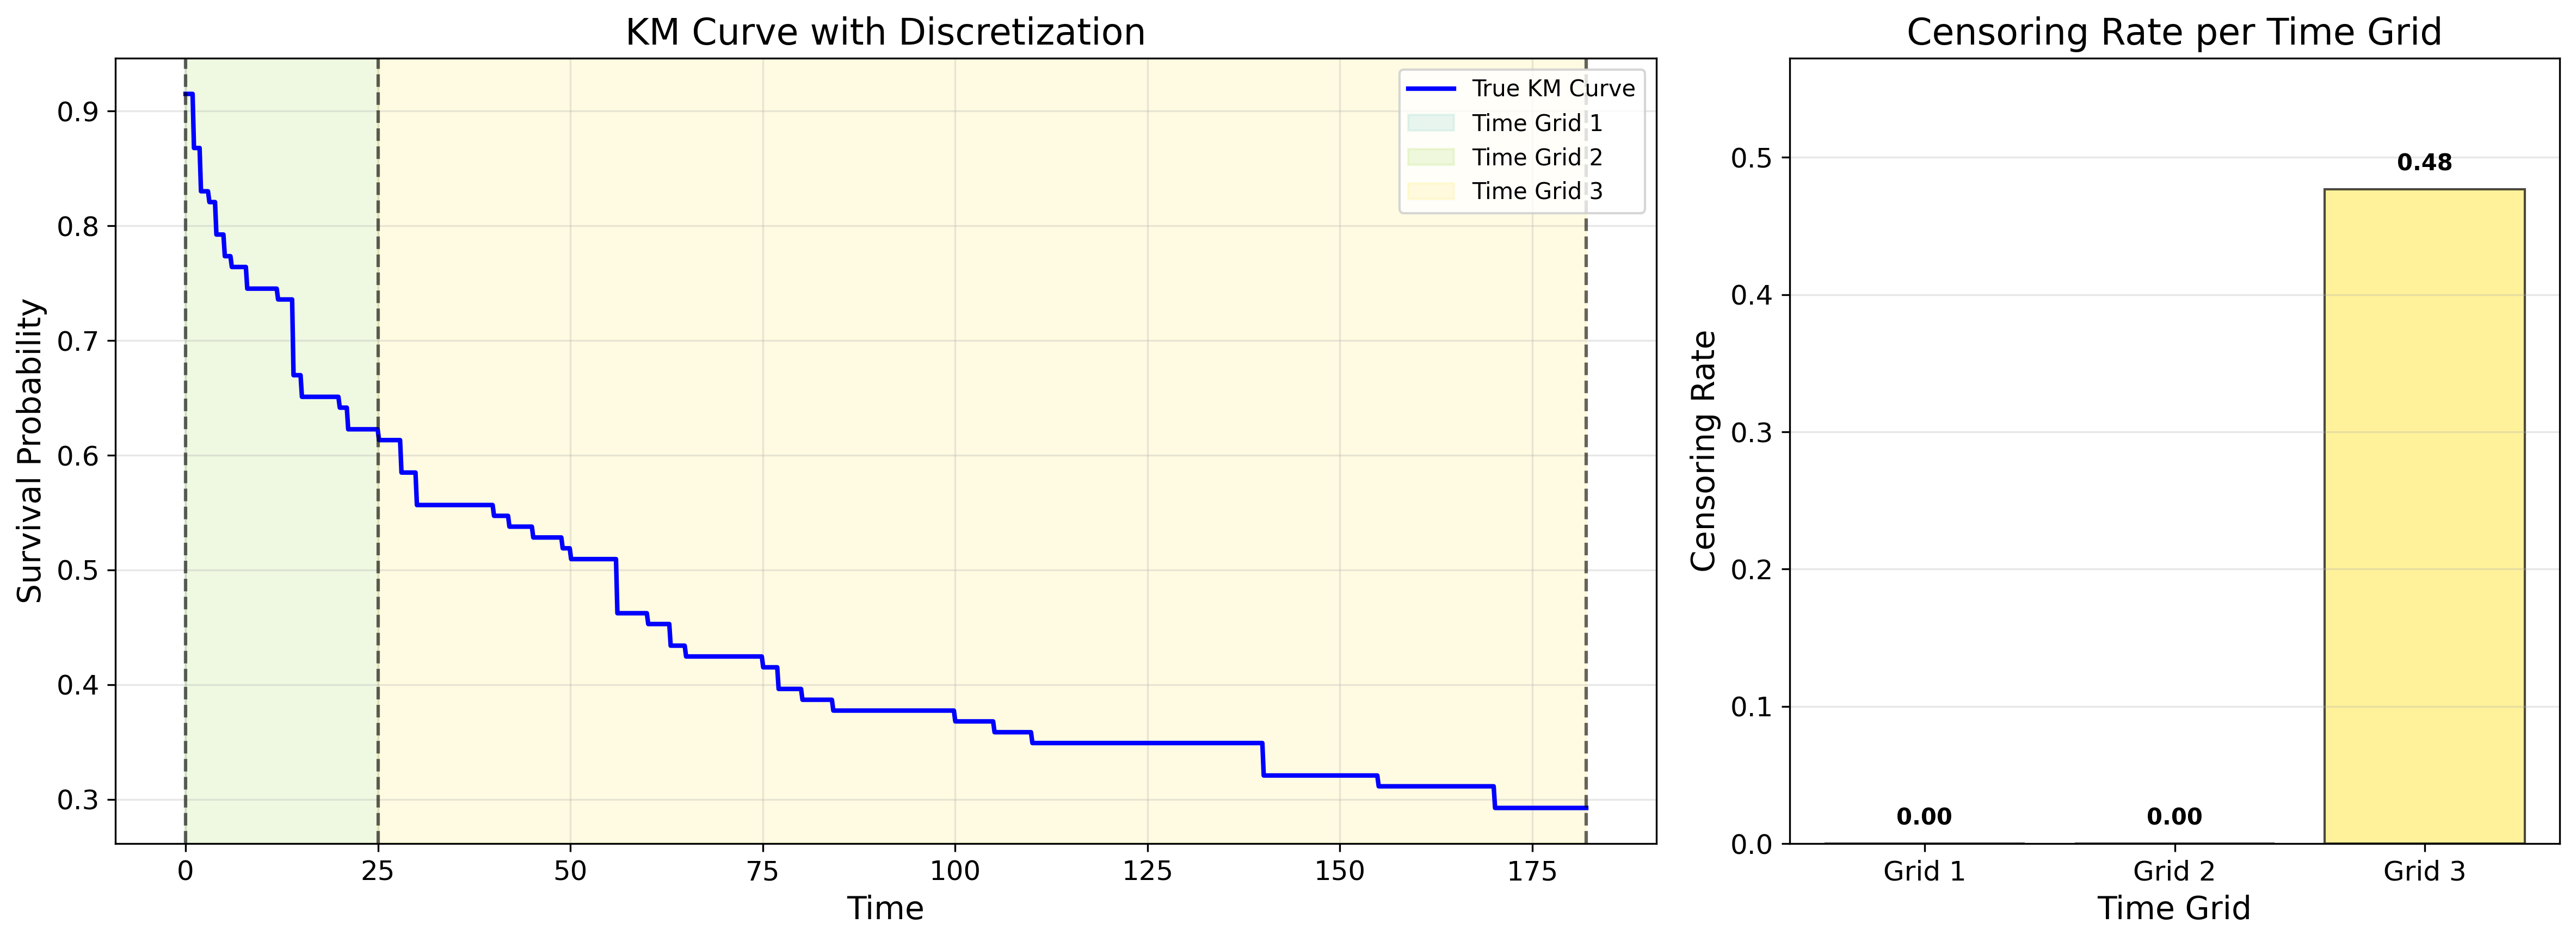 KM Curve with Discretization
Survival Probability
0.9
0.8
0.7
0.6
0.5
0.4
0.3
True KM Curve
Time Grid 1
Time Grid 2
Time Grid 3
0 25 50 75 100 125 150 175
Time
Censoring Rate per Time Grid
Censoring Rate
0.5
0.4
0.3
0.2
0.1
0.0
0.00 0.00 0.48
Grid 1 Grid 2 Grid 3
Time Grid